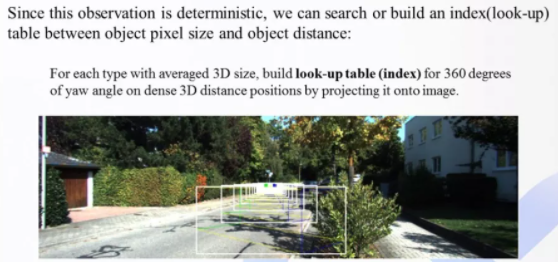 Since this observation is deterministic, we can search or build an index(look-up)
table between object pixel size and object distance:
For each type with averaged 3D size, build look-up table (index) for 360 degrees
of yaw angle on dense 3D distance positions by projecting it onto image.